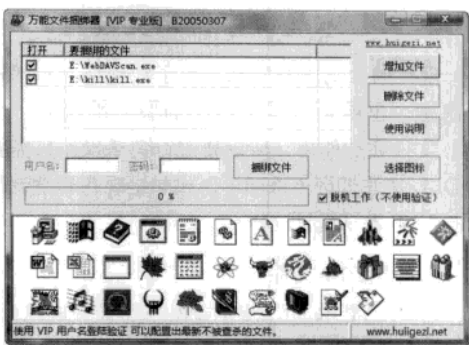 万能文件捆绑器 [VIP 专业版] B20050307
www.huigezi.net
打开 要捆绑的文件
E:\WebDAVScan.exe
E:\kill\kill.exe
增加文件
删除文件
使用说明
用户名: 密码: 捆绑文件 选择图标
0 % 脱机工作（不使用验证）
使用 VIP 用户名登陆验证 可以配置出最新不被查杀的文件。 www.huligezi.net